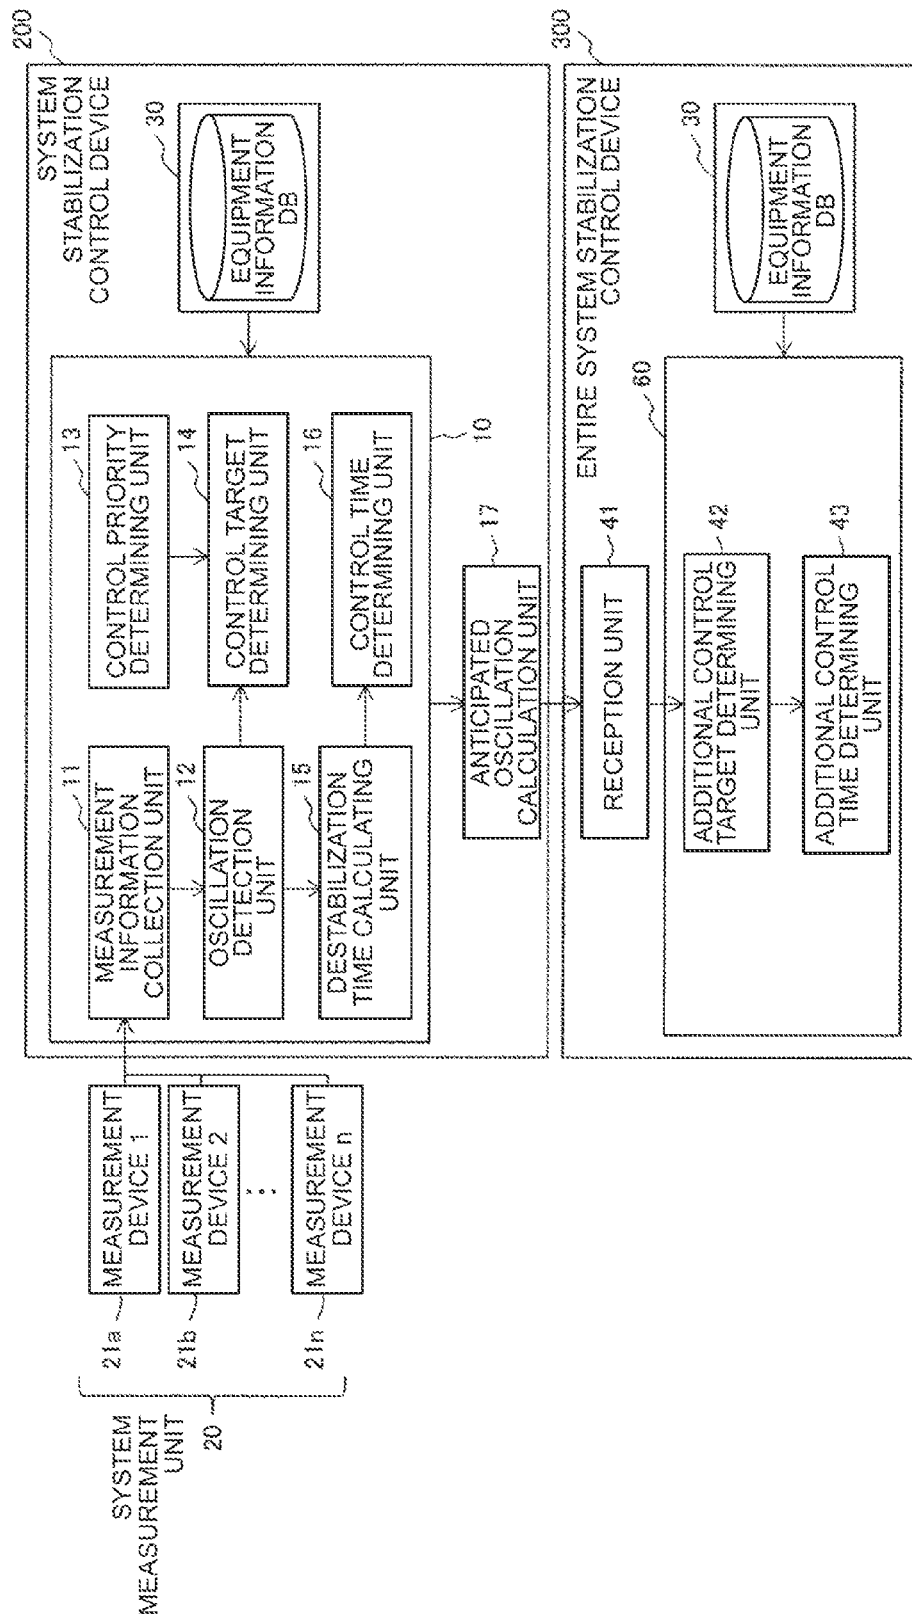 SYSTEM
MEASUREMENT
UNIT
20
21a
MEASUREMENT
DEVICE 1
21b
MEASUREMENT
DEVICE 2
21n
MEASUREMENT
DEVICE n
200
SYSTEM
STABILIZATION
CONTROL DEVICE
11
MEASUREMENT
INFORMATION
COLLECTION UNIT
12
OSCILLATION
DETECTION
UNIT
15
DESTABILIZATION
TIME CALCULATING
UNIT
13
CONTROL PRIORITY
DETERMINING UNIT
14
CONTROL TARGET
DETERMINING UNIT
16
CONTROL TIME
DETERMINING UNIT
10
30
EQUIPMENT
INFORMATION
DB
17
ANTICIPATED
OSCILLATION
CALCULATION UNIT
300
ENTIRE SYSTEM STABILIZATION
CONTROL DEVICE
41
RECEPTION UNIT
60
42
ADDITIONAL CONTROL
TARGET DETERMINING
UNIT
43
ADDITIONAL CONTROL
TIME DETERMINING
UNIT
30
EQUIPMENT
INFORMATION
DB